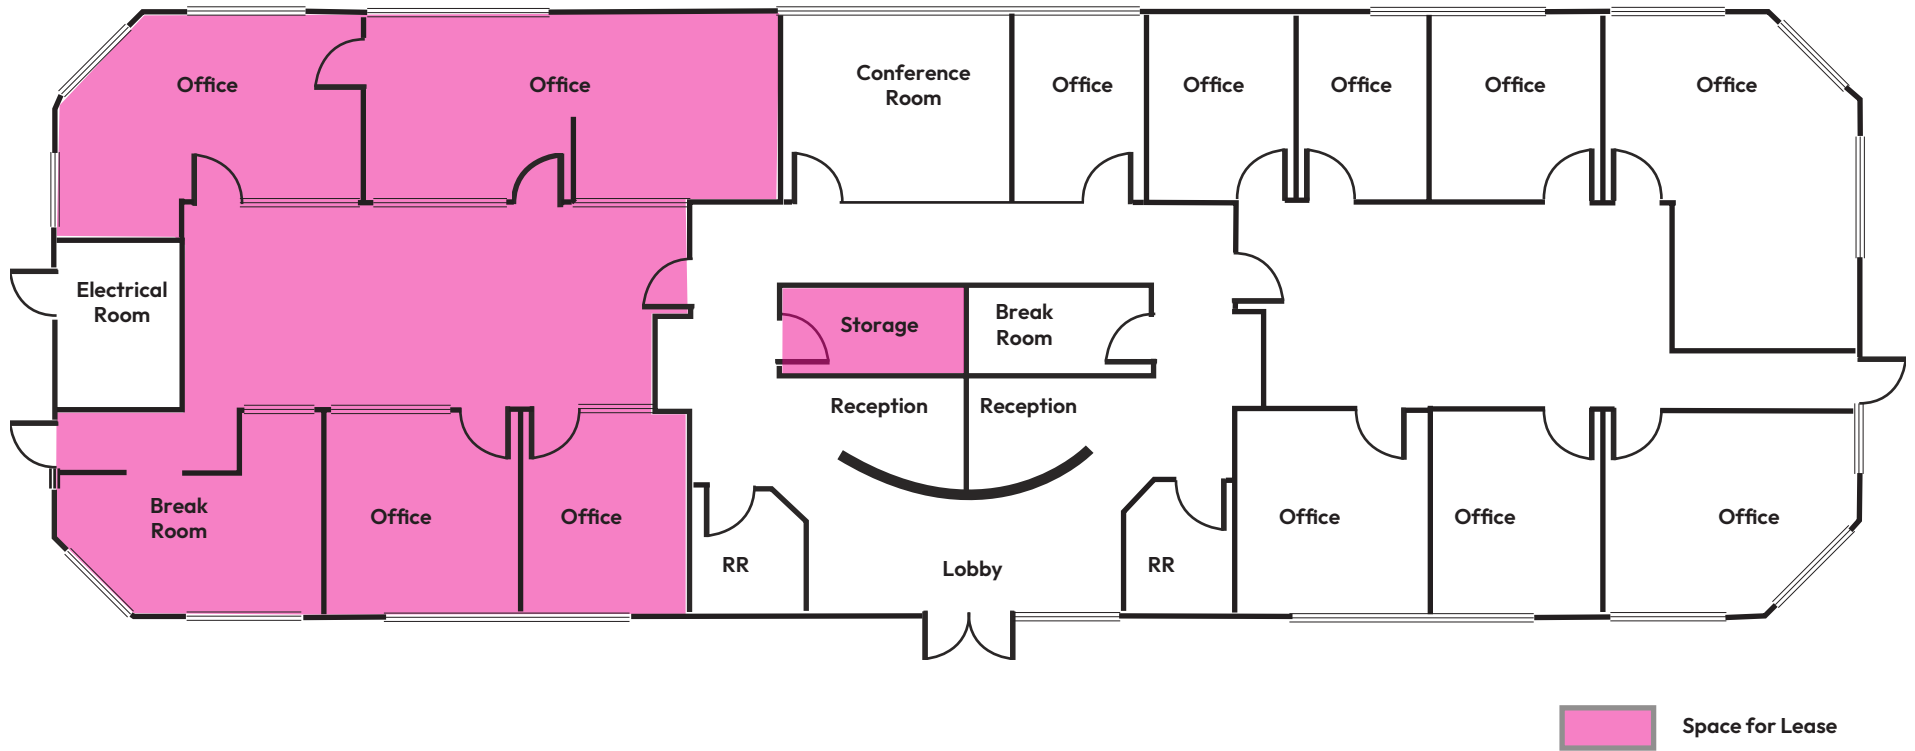 Office
Office
Conference
Room
Office
Office
Office
Office
Office
Electrical
Room
Storage
Break
Room
Reception
Reception
Break
Room
Office
Office
RR
Lobby
RR
Office
Office
Office
Space for Lease